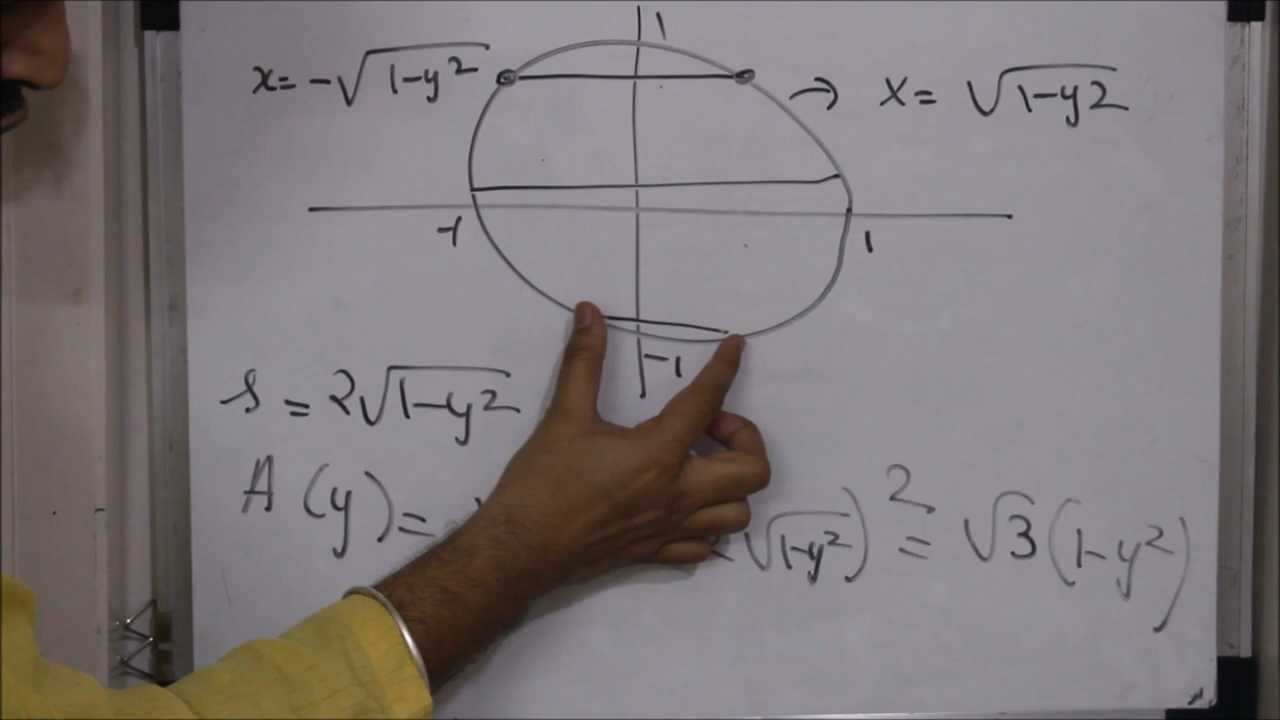 1
x = -√(1-y²) → x = √(1-y2)
-1 1
-1
s = 2√(1-y²)
A(y) = √(1-y²))² = √3(1-y²)